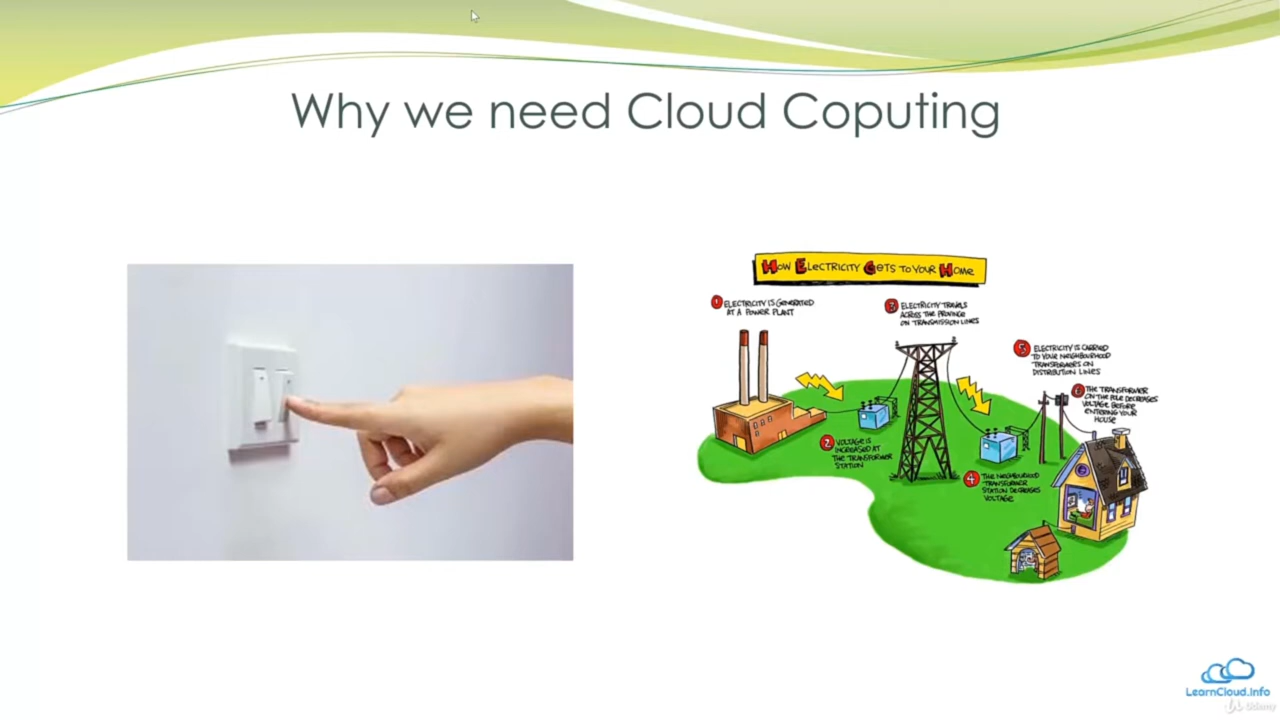 Why we need Cloud Coputing
HOW ELECTRICITY GETS TO YOUR HOME
1 ELECTRICITY IS GENERATED
AT A POWER PLANT
3 ELECTRICITY TRAVELS
ACROSS THE PROVINCE
ON TRANSMISSION LINES
5 ELECTRICITY IS CARRIED
TO YOUR NEIGHBOURHOOD
TRANSFORMERS ON
DISTRIBUTION LINES
6 THE TRANSFORMER
ON THE POLE DECREASES
VOLTAGE BEFORE
ENTERING YOUR
HOUSE
2 VOLTAGE IS
INCREASED AT
THE TRANSFORMER
STATION
4 THE NEIGHBOURHOOD
TRANSFORMER
STATION DECREASES
VOLTAGE
LearnCloud.Info
Udemy